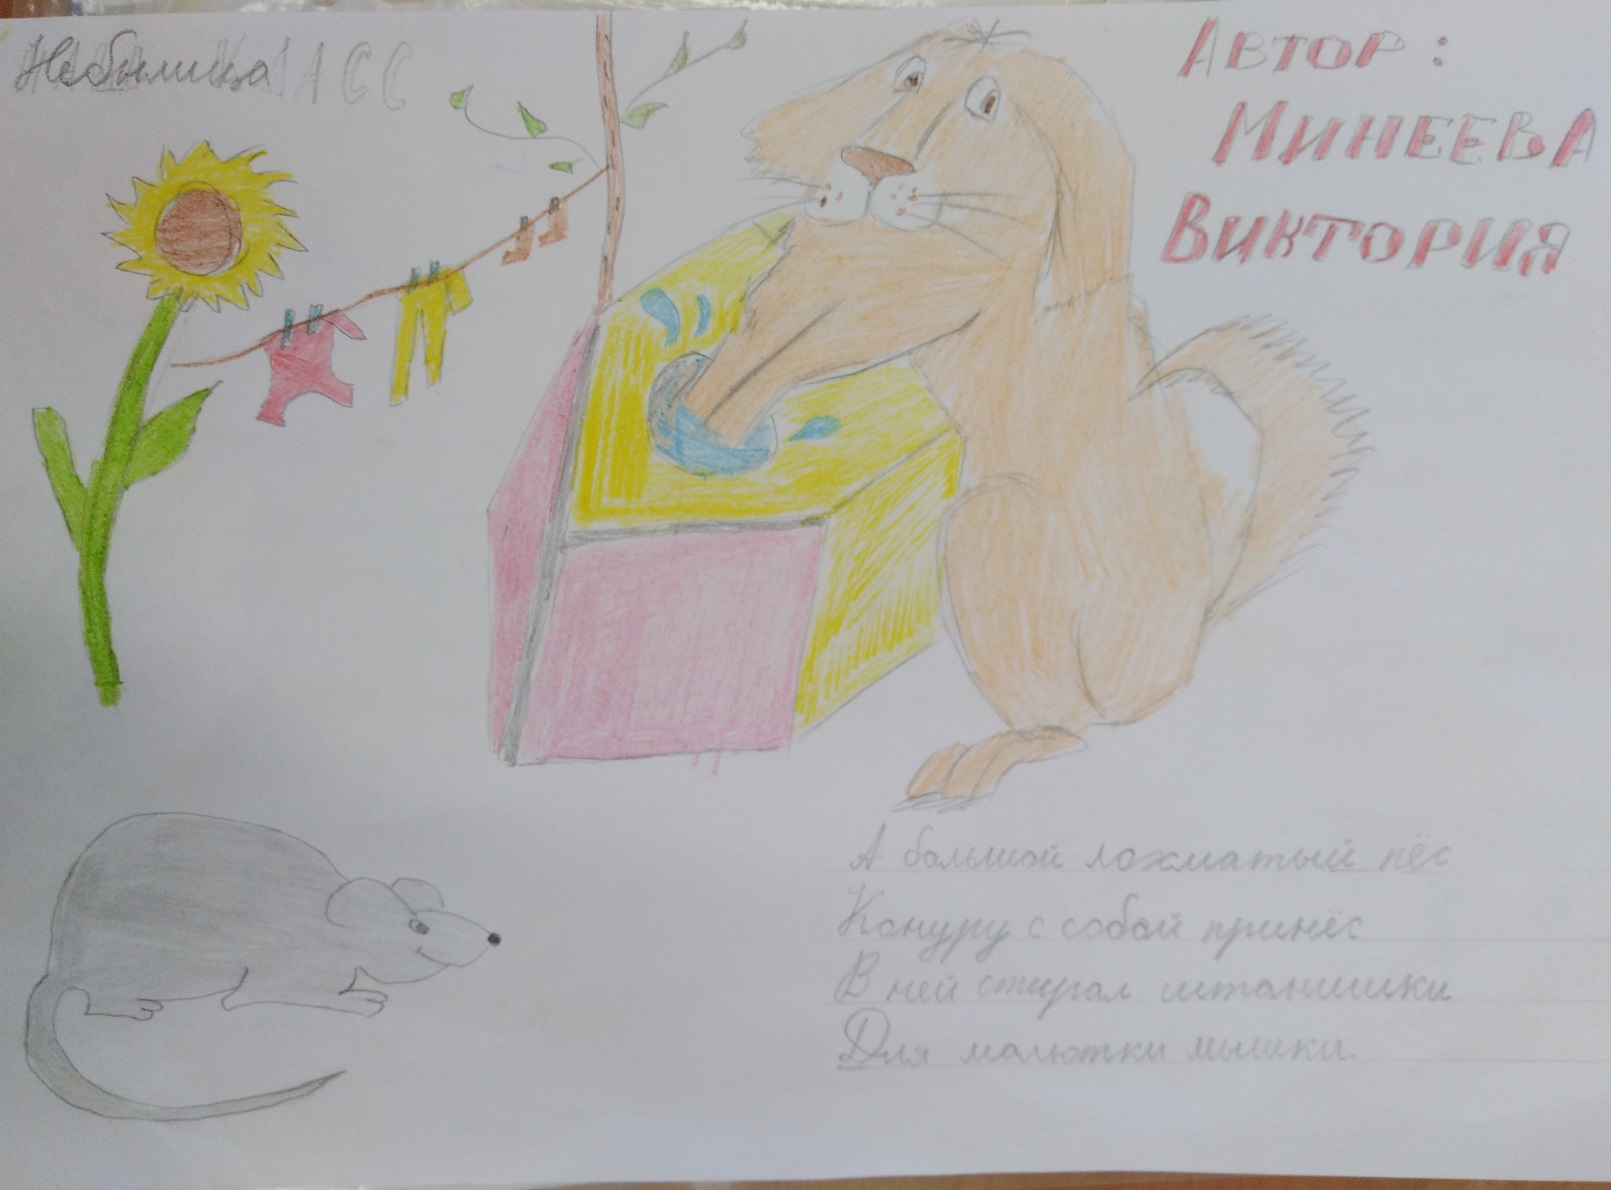 Небылица
АВТОР:
МИНЕЕВА
ВИКТОРИЯ
А большой лохматый пёс
Конуру с собой принёс
В ней стирал штанишки
Для малютки мышки.